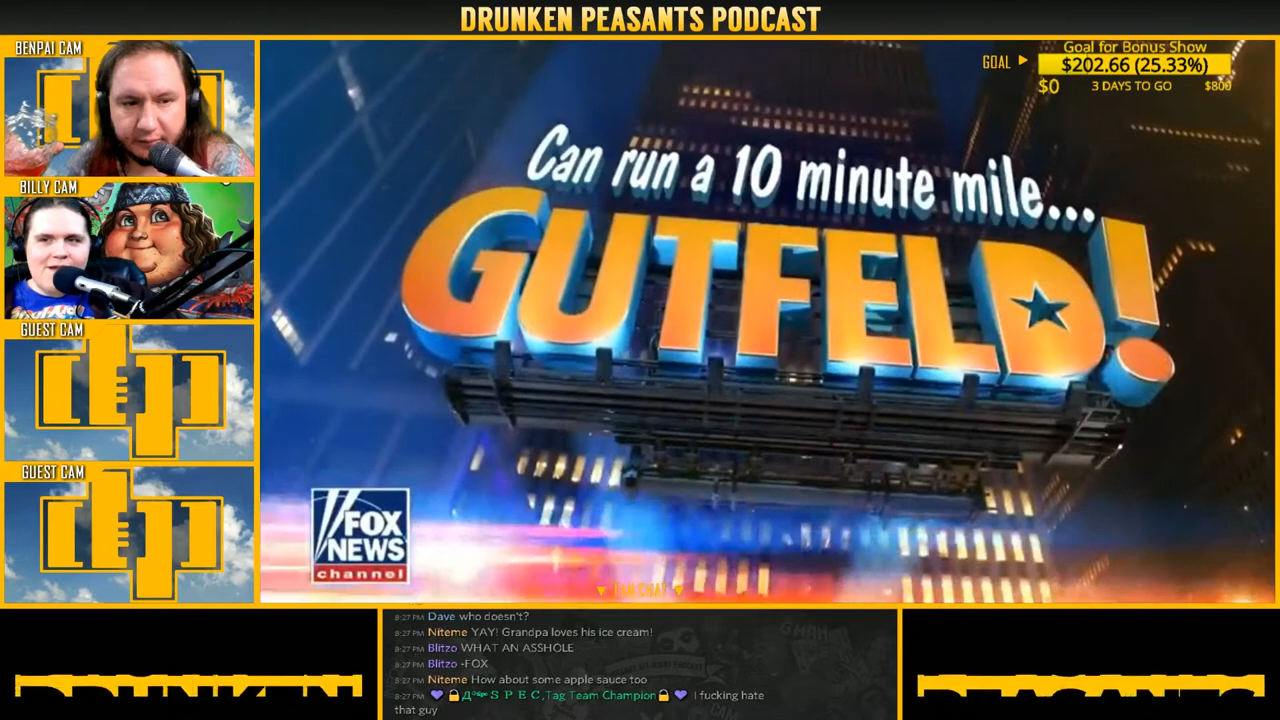 DRUNKEN PEASANTS PODCAST
BENPAI CAM
BILLY CAM
GUEST CAM
GUEST CAM
GOAL ▶
Goal for Bonus Show
$202.66 (25.33%)
$0 3 DAYS TO GO $800
Can run a 10 minute mile...
GUTFELD!
FOX
NEWS
channel
8:27 PM Dave who doesn't?
8:27 PM Niteme YAY! Grandpa loves his ice cream!
8:27 PM Blitzo WHAT AN ASSHOLE
8:27 PM Blitzo -FOX
8:27 PM Niteme How about some apple sauce too
8:27 PM S P E C,Tag Team Champion I fucking hate
that guy
DRUNKEN
PEASANTS